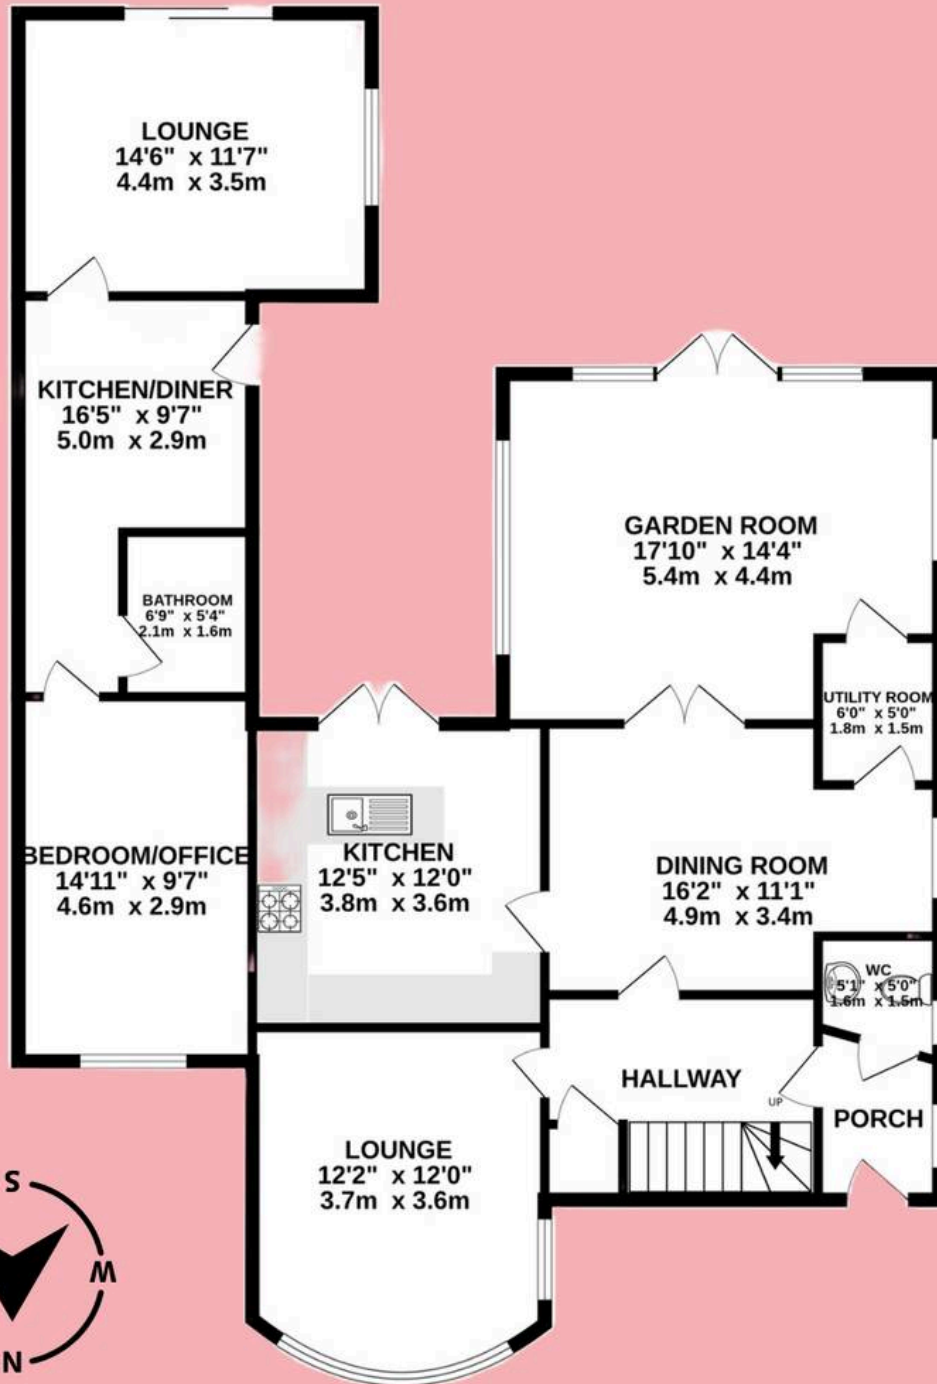 LOUNGE
14'6" x 11'7"
4.4m x 3.5m
KITCHEN/DINER
16'5" x 9'7"
5.0m x 2.9m
GARDEN ROOM
17'10" x 14'4"
5.4m x 4.4m
BATHROOM
6'9" x 5'4"
2.1m x 1.6m
UTILITY ROOM
6'0" x 5'0"
1.8m x 1.5m
BEDROOM/OFFICE
14'11" x 9'7"
4.6m x 2.9m
KITCHEN
12'5" x 12'0"
3.8m x 3.6m
DINING ROOM
16'2" x 11'1"
4.9m x 3.4m
WC
5'1" x 5'0"
1.6m x 1.5m
HALLWAY
UP
PORCH
LOUNGE
12'2" x 12'0"
3.7m x 3.6m
S
W
N